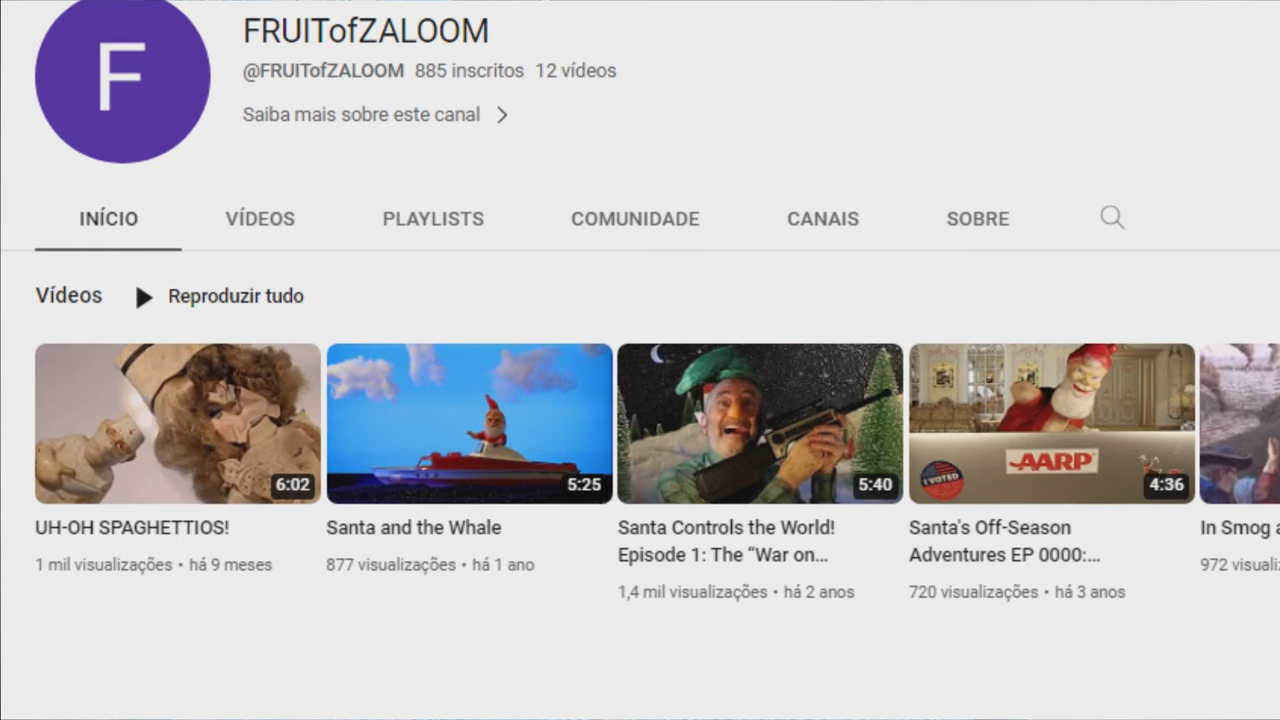 F
FRUITofZALOOM
@FRUITofZALOOM 885 inscritos 12 vídeos
Saiba mais sobre este canal
INÍCIO VÍDEOS PLAYLISTS COMUNIDADE CANAIS SOBRE
Vídeos Reproduzir tudo
6:02
5:25
5:40
AARP
I VOTED
4:36
UH-OH SPAGHETTIOS!
1 mil visualizações • há 9 meses
Santa and the Whale
877 visualizações • há 1 ano
Santa Controls the World!
Episode 1: The “War on...
1,4 mil visualizações • há 2 anos
Santa's Off-Season
Adventures EP 0000:...
720 visualizações • há 3 anos
In Smog
972